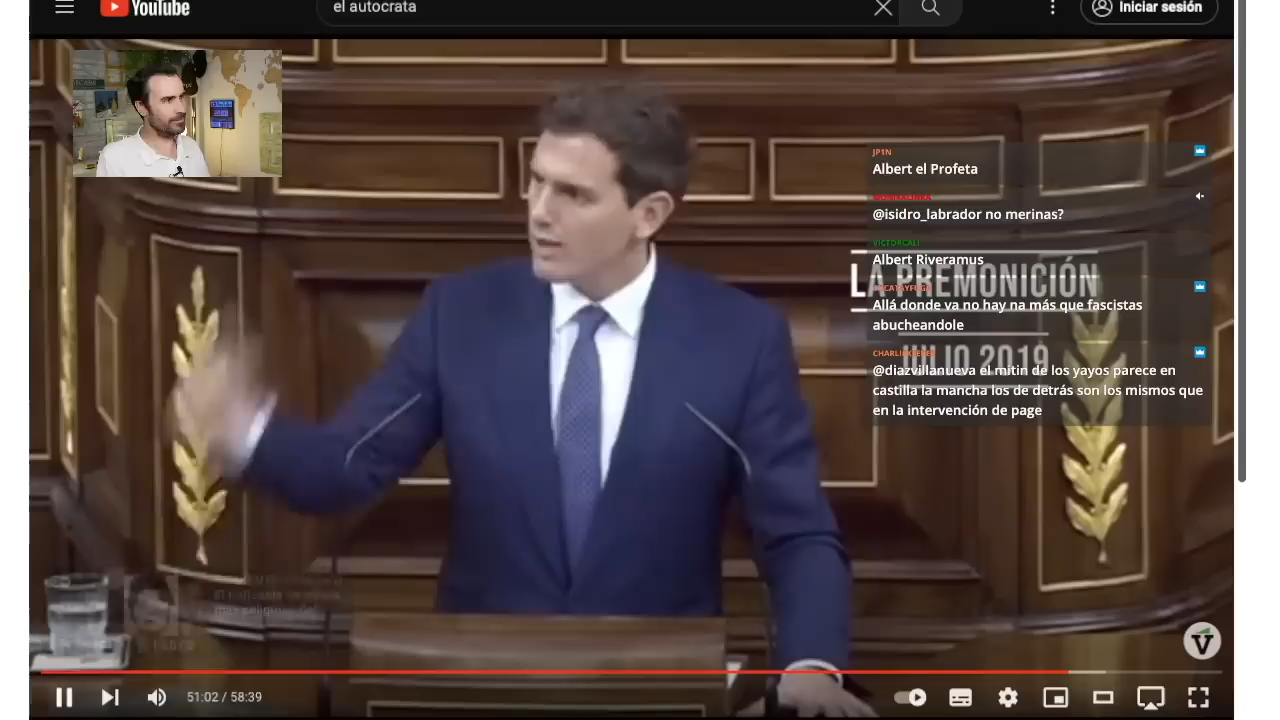 YouTube
el autocrata
Iniciar sesión
JP1N
Albert el Profeta
@isidro_labrador no merinas?
VICTORCALI
Albert Riveramus
LA PREMONICIÓN
Allá donde va no hay na más que fascistas
abucheandole
JULIO 2019
@diazvillanueva el mitin de los yayos parece en
castilla la mancha los de detrás son los mismos que
en la intervención de page
V
51:02 / 58:39